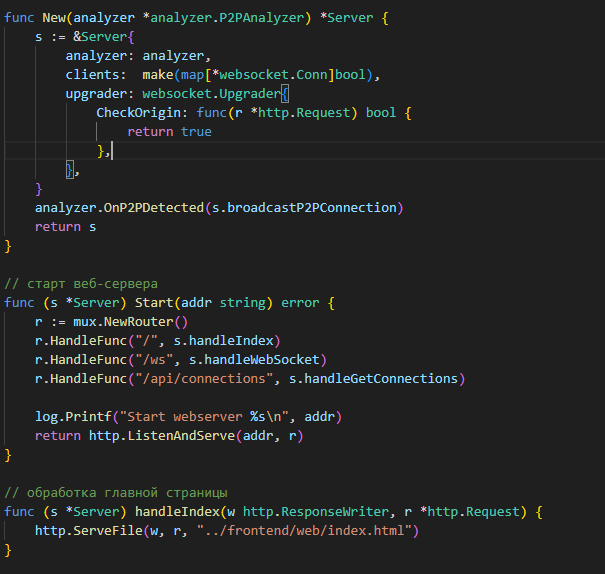 func New(analyzer *analyzer.P2PAnalyzer) *Server {
    s := &Server{
        analyzer: analyzer,
        clients:  make(map[*websocket.Conn]bool),
        upgrader: websocket.Upgrader{
            CheckOrigin: func(r *http.Request) bool {
                return true
            },
        },
    }
    analyzer.OnP2PDetected(s.broadcastP2PConnection)
    return s
}

// старт веб-сервера
func (s *Server) Start(addr string) error {
    r := mux.NewRouter()
    r.HandleFunc("/", s.handleIndex)
    r.HandleFunc("/ws", s.handleWebSocket)
    r.HandleFunc("/api/connections", s.handleGetConnections)

    log.Printf("Start webserver %s\n", addr)
    return http.ListenAndServe(addr, r)
}

// обработка главной страницы
func (s *Server) handleIndex(w http.ResponseWriter, r *http.Request) {
    http.ServeFile(w, r, "../frontend/web/index.html")
}